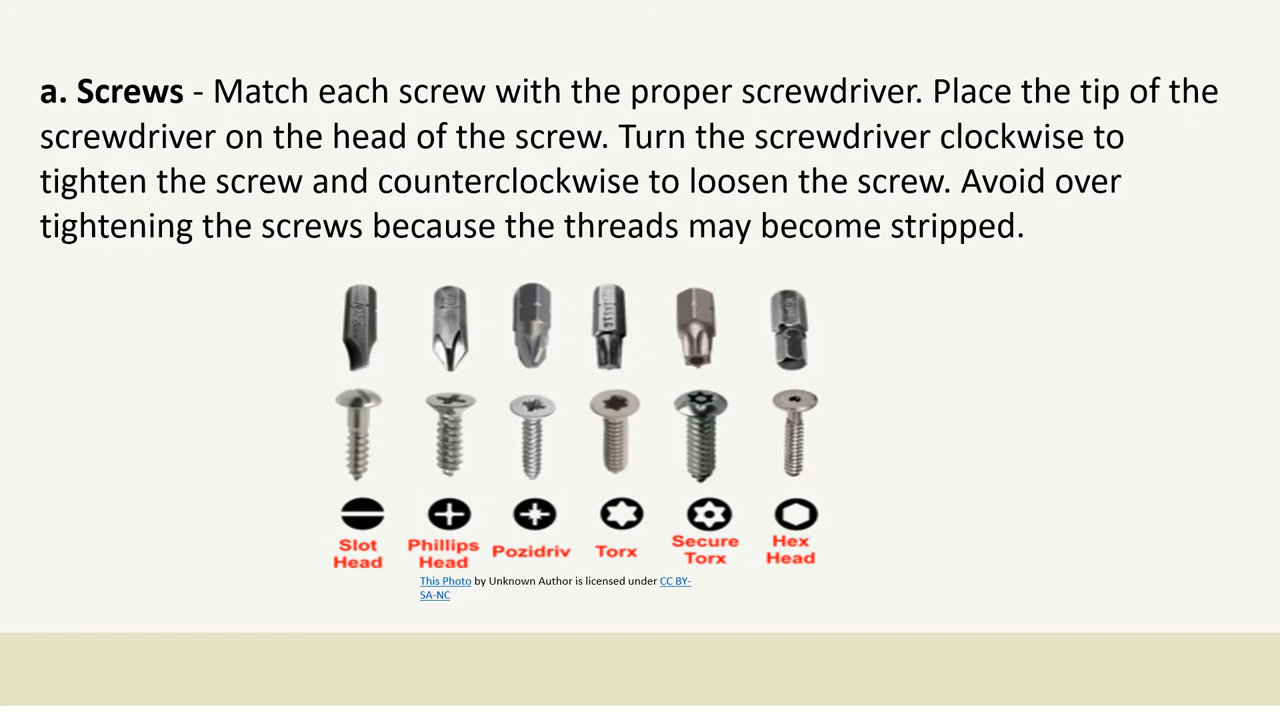 a. Screws - Match each screw with the proper screwdriver. Place the tip of the
screwdriver on the head of the screw. Turn the screwdriver clockwise to
tighten the screw and counterclockwise to loosen the screw. Avoid over
tightening the screws because the threads may become stripped.
Slot Head
Phillips Head
Pozidriv
Torx
Secure Torx
Hex Head
This Photo by Unknown Author is licensed under CC BY-
SA-NC